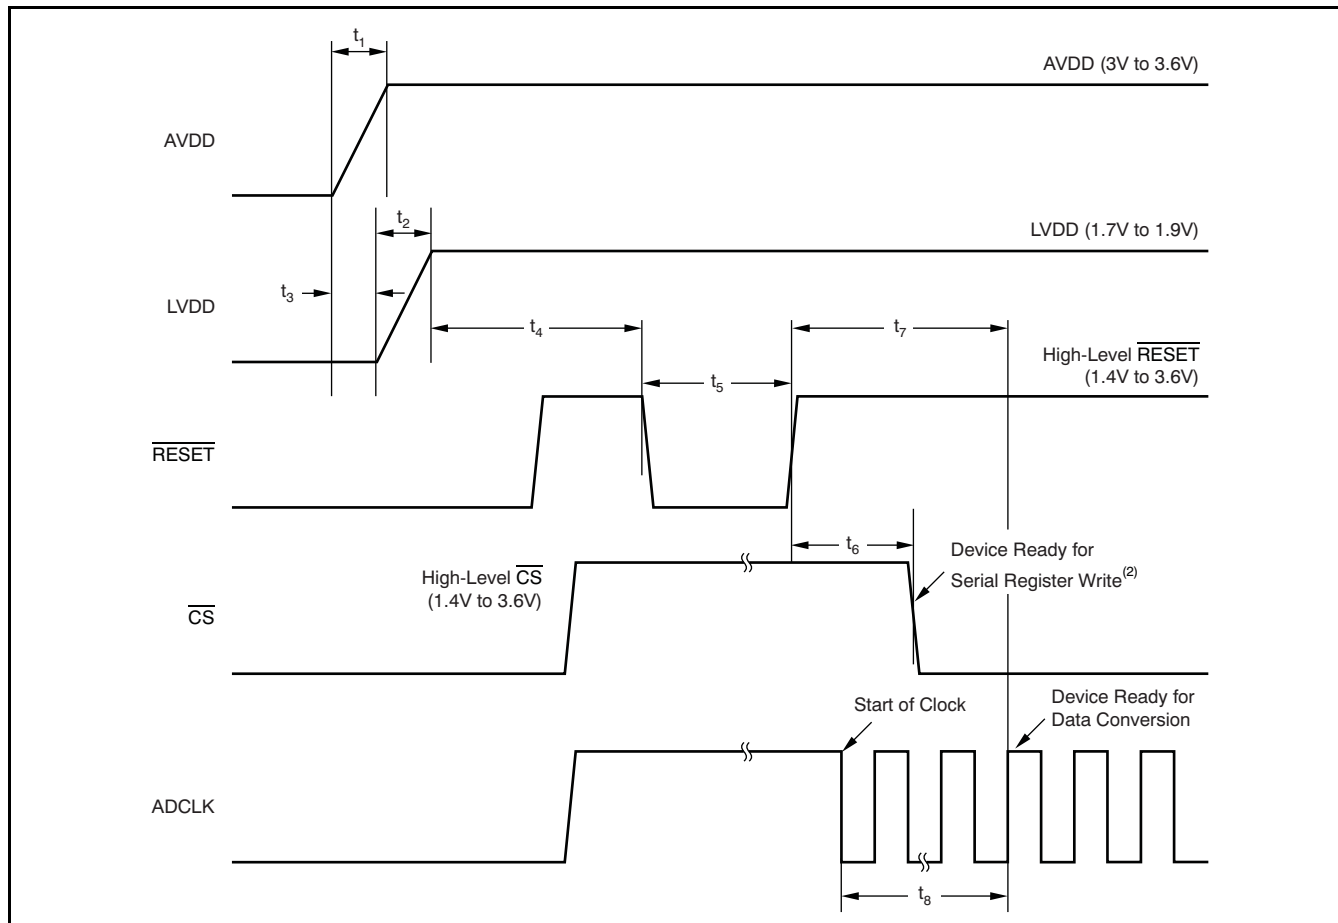 t1
AVDD (3V to 3.6V)
AVDD
t2
LVDD (1.7V to 1.9V)
t3
LVDD
t4
t7
High-Level RESET
(1.4V to 3.6V)
t5
RESET
t6
Device Ready for
Serial Register Write(2)
High-Level CS
(1.4V to 3.6V)
CS
Start of Clock
Device Ready for
Data Conversion
ADCLK
t8